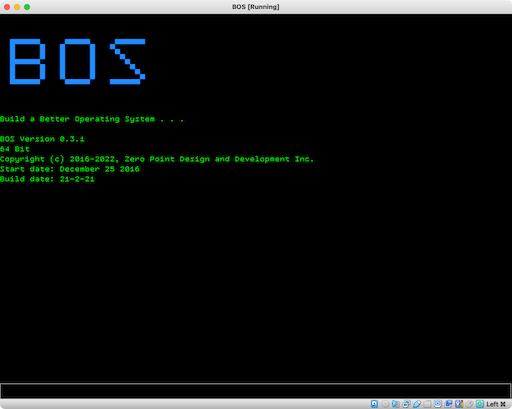 BOS [Running]
BOS
Build a Better Operating System . . .
BOS Version 0.3.1
64 Bit
Copyright (c) 2016-2022, Zero Point Design and Development Inc.
Start date: December 25 2016
Build date: 21-2-21
Left ⌘